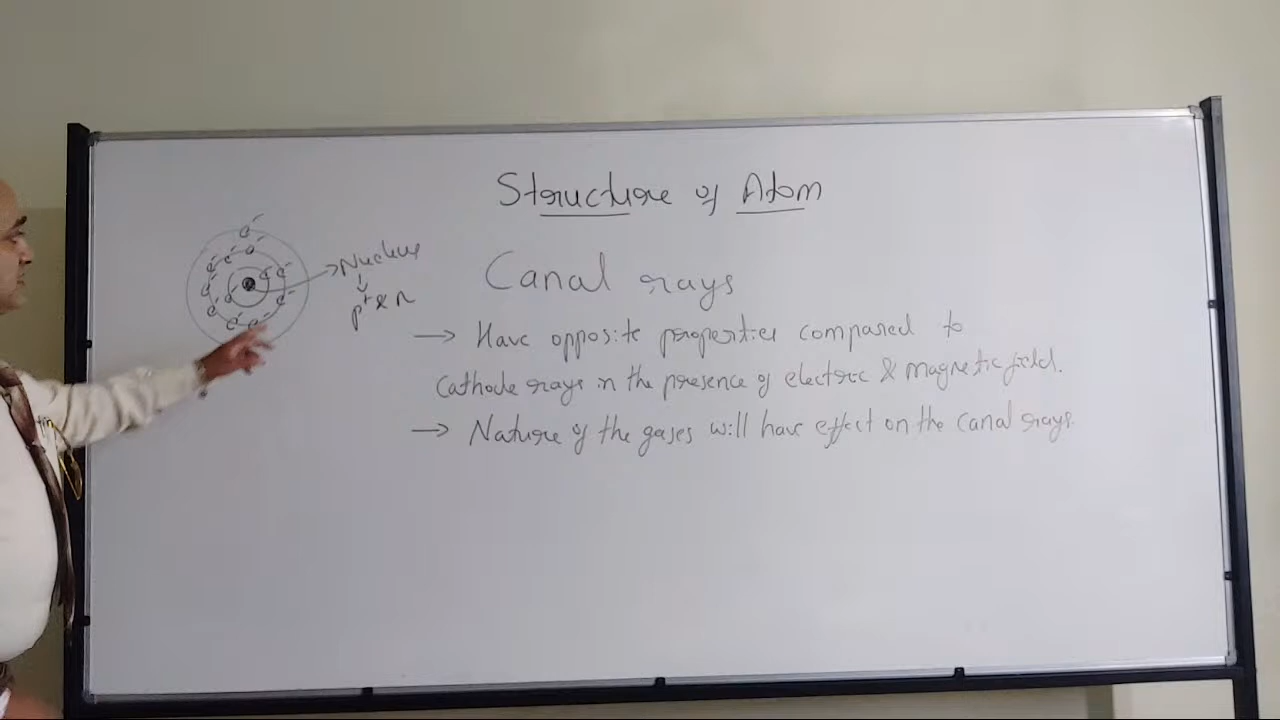 Structure of Atom
Nucleus
p+ & n
e- e- e- e- e- e- e- e- e- e- e-
Canal rays
→ Have opposite properties compared to
cathode rays in the presence of electric & magnetic field.
→ Nature of the gases will have effect on the canal rays.